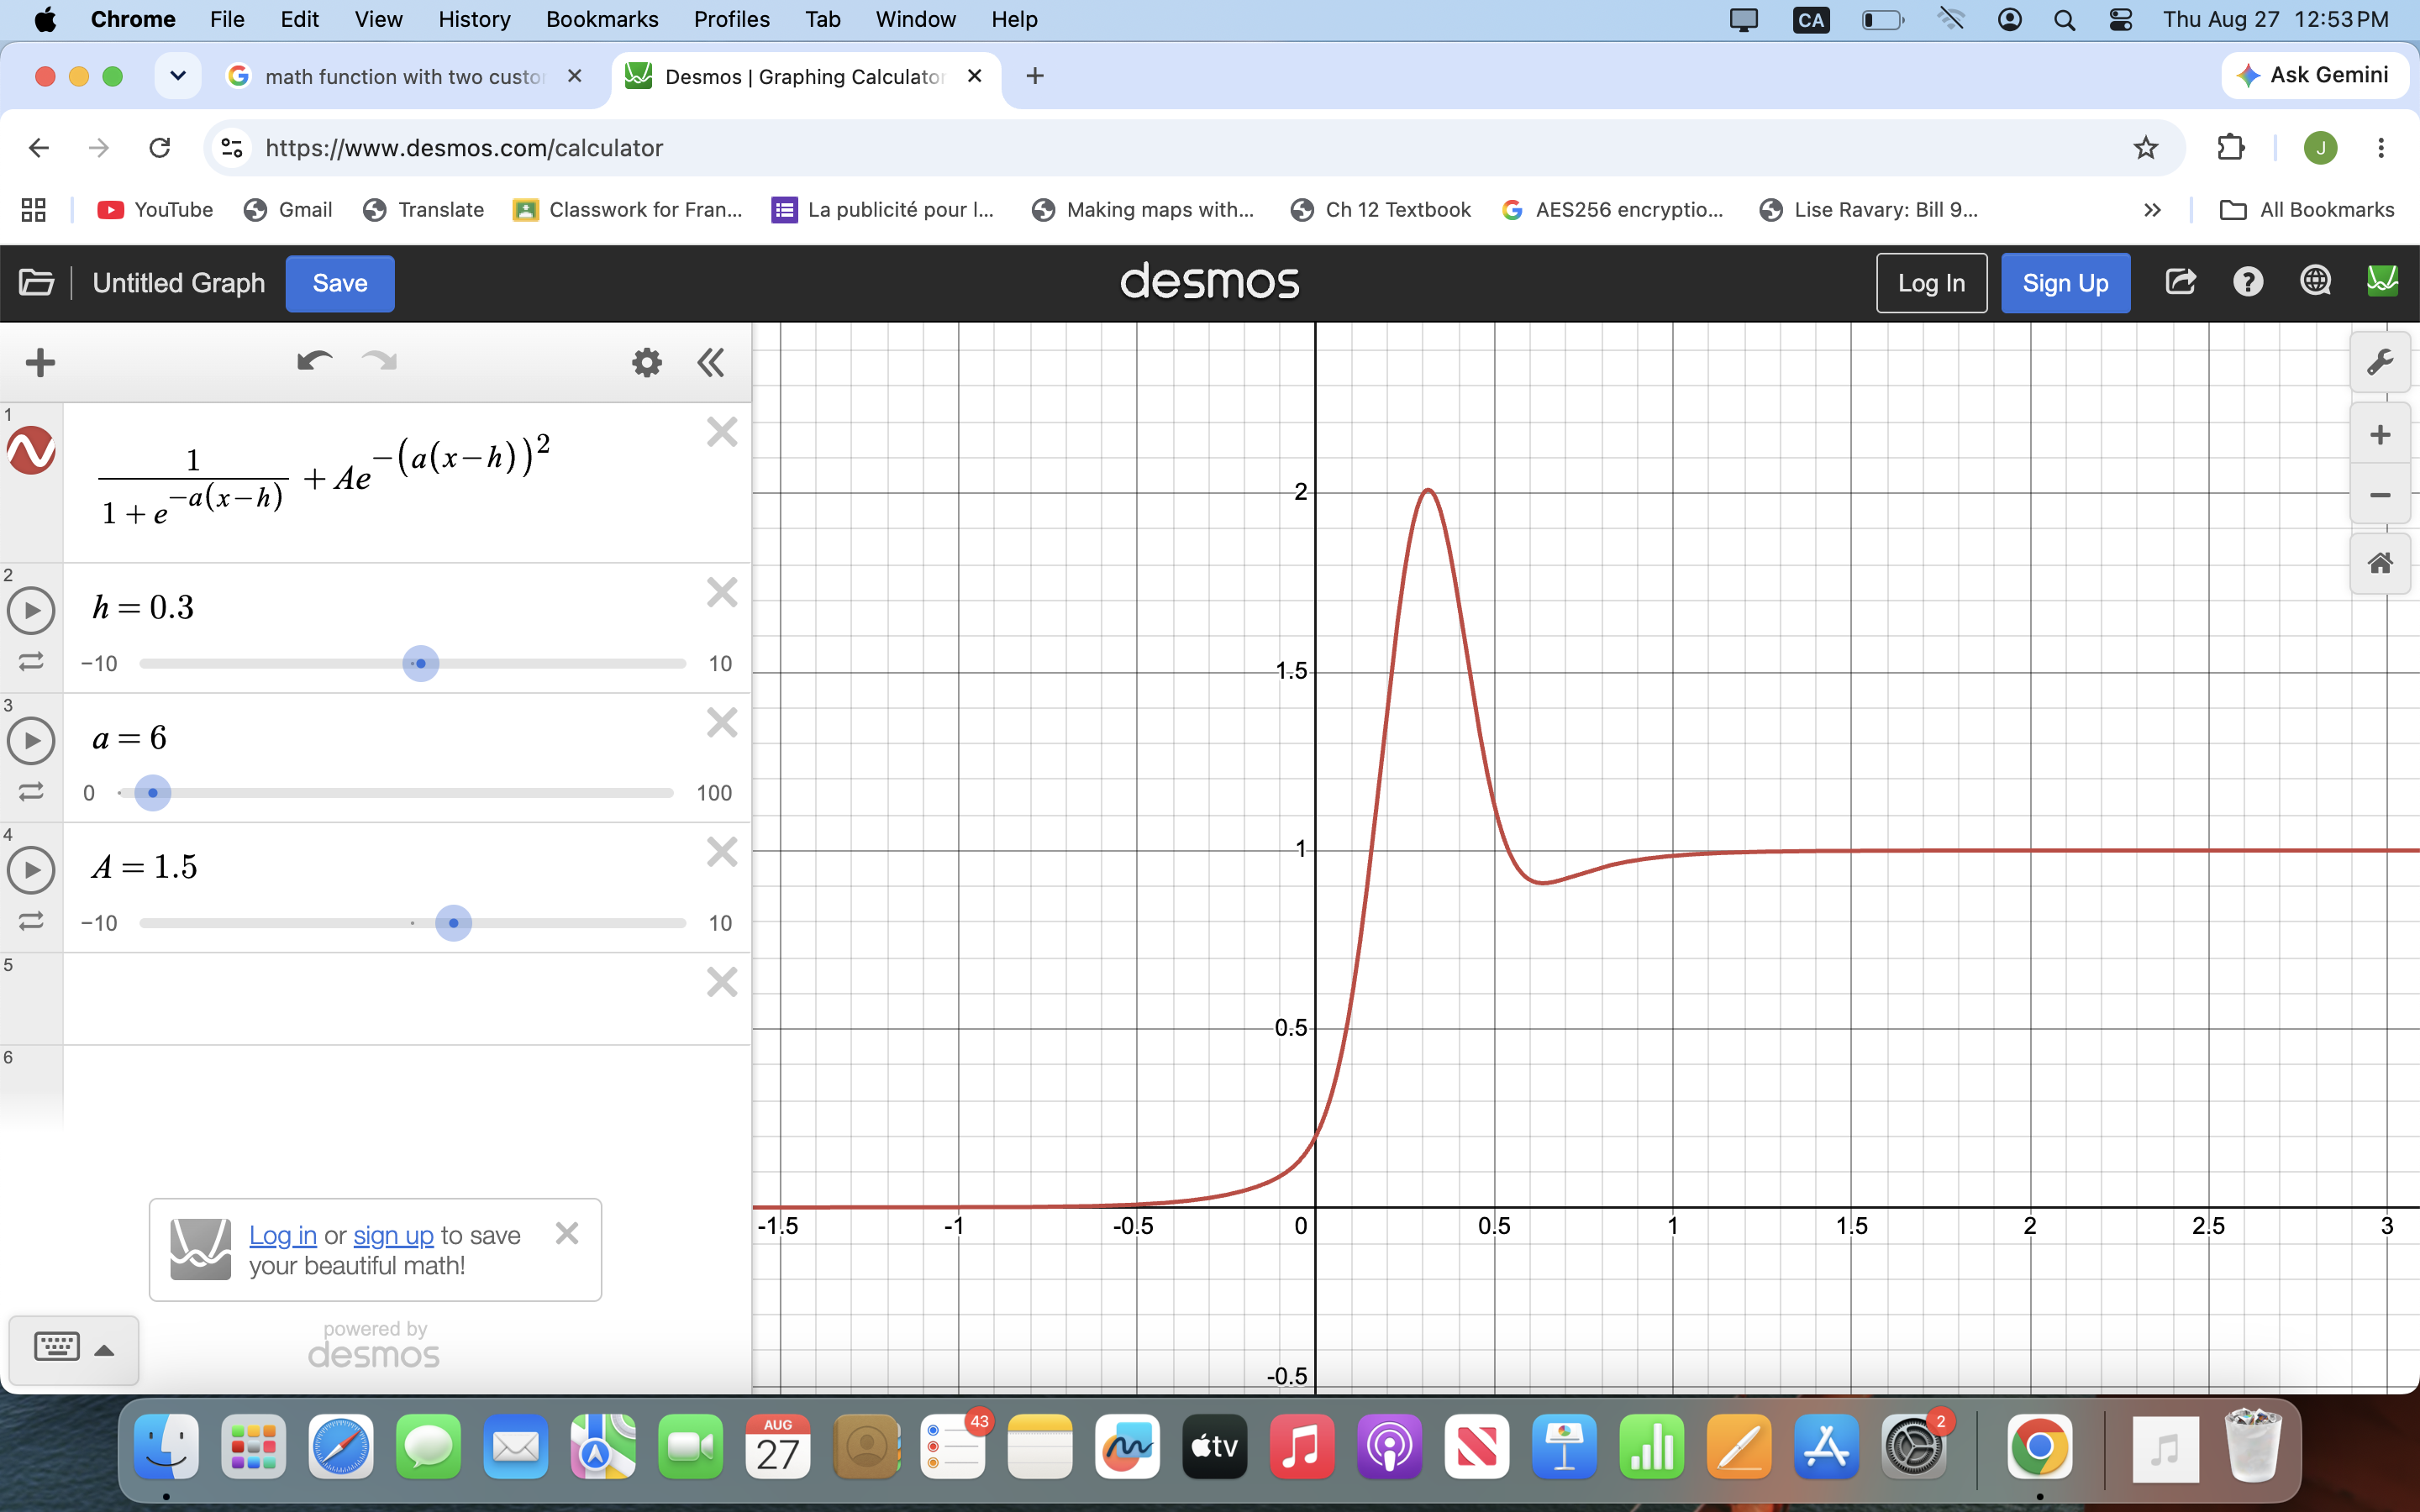 Chrome File Edit View History Bookmarks Profiles Tab Window Help CA Thu Aug 27 12:53 PM
math function with two custo Desmos | Graphing Calculator Ask Gemini
https://www.desmos.com/calculator J
YouTube Gmail Translate Classwork for Fran... La publicité pour l... Making maps with... Ch 12 Textbook AES256 encryptio... Lise Ravary: Bill 9... All Bookmarks
Untitled Graph Save desmos Log In Sign Up
1
1/(1+e^(−a(x−h))) + Ae^(−(a(x−h))^2)
2
h = 0.3
−10 10
3
a = 6
0 100
4
A = 1.5
−10 10
5
6
2
1.5
1
0.5
-1.5 -1 -0.5 0 0.5 1 1.5 2 2.5 3
-0.5
Log in or sign up to save
your beautiful math!
powered by
desmos
AUG
27
43
tv
2